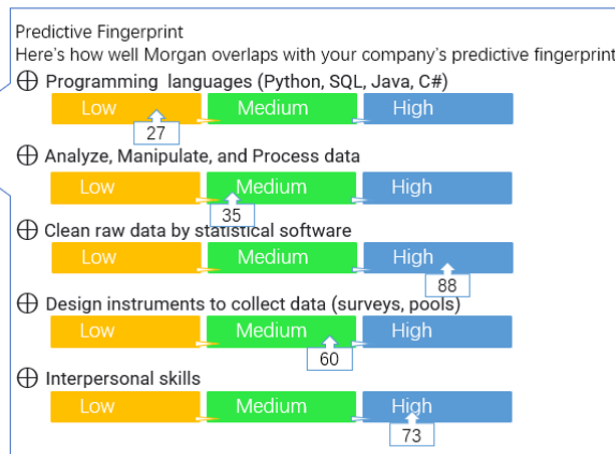 Predictive Fingerprint
Here's how well Morgan overlaps with your company's predictive fingerprint
Programming languages (Python, SQL, Java, C#)
Low Medium High
27
Analyze, Manipulate, and Process data
Low Medium High
35
Clean raw data by statistical software
Low Medium High
88
Design instruments to collect data (surveys, pools)
Low Medium High
60
Interpersonal skills
Low Medium High
73